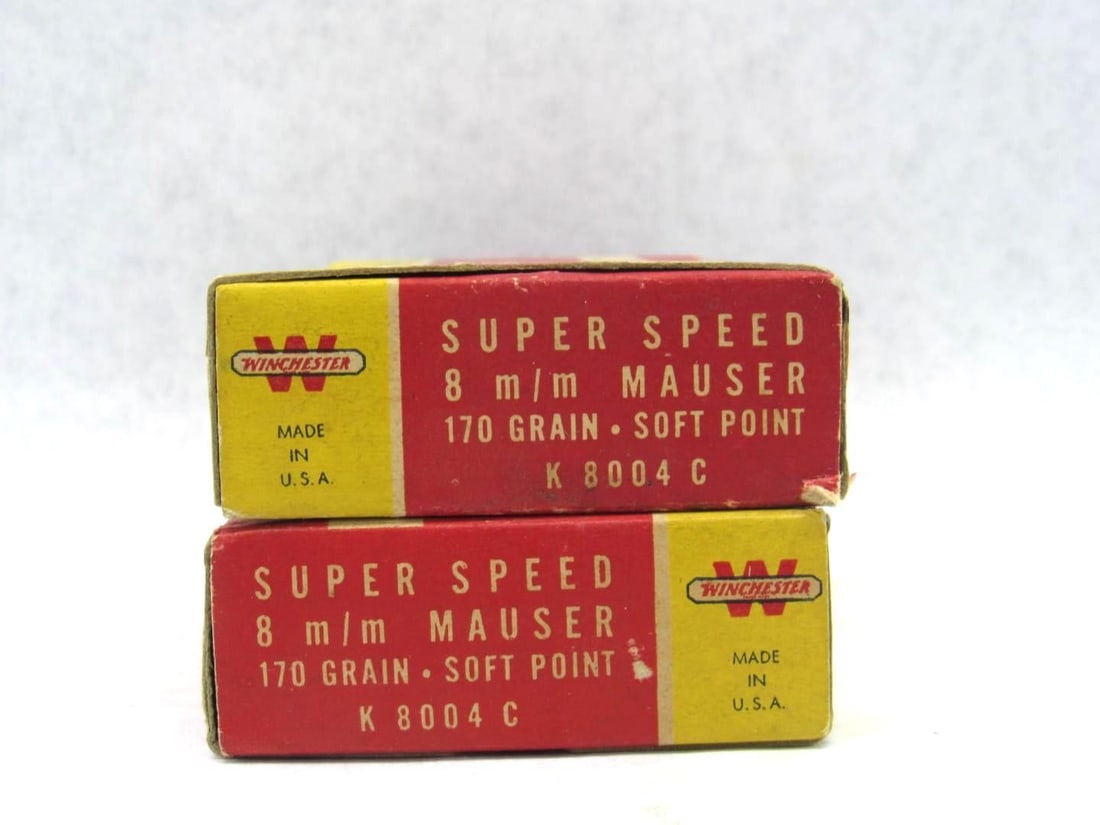 WINCHESTER
MADE
IN
U.S.A.
SUPER SPEED
8 m/m MAUSER
170 GRAIN • SOFT POINT
K 8004 C
SUPER SPEED
8 m/m MAUSER
170 GRAIN • SOFT POINT
K 8004 C
W
WINCHESTER
MADE
IN
U.S.A.